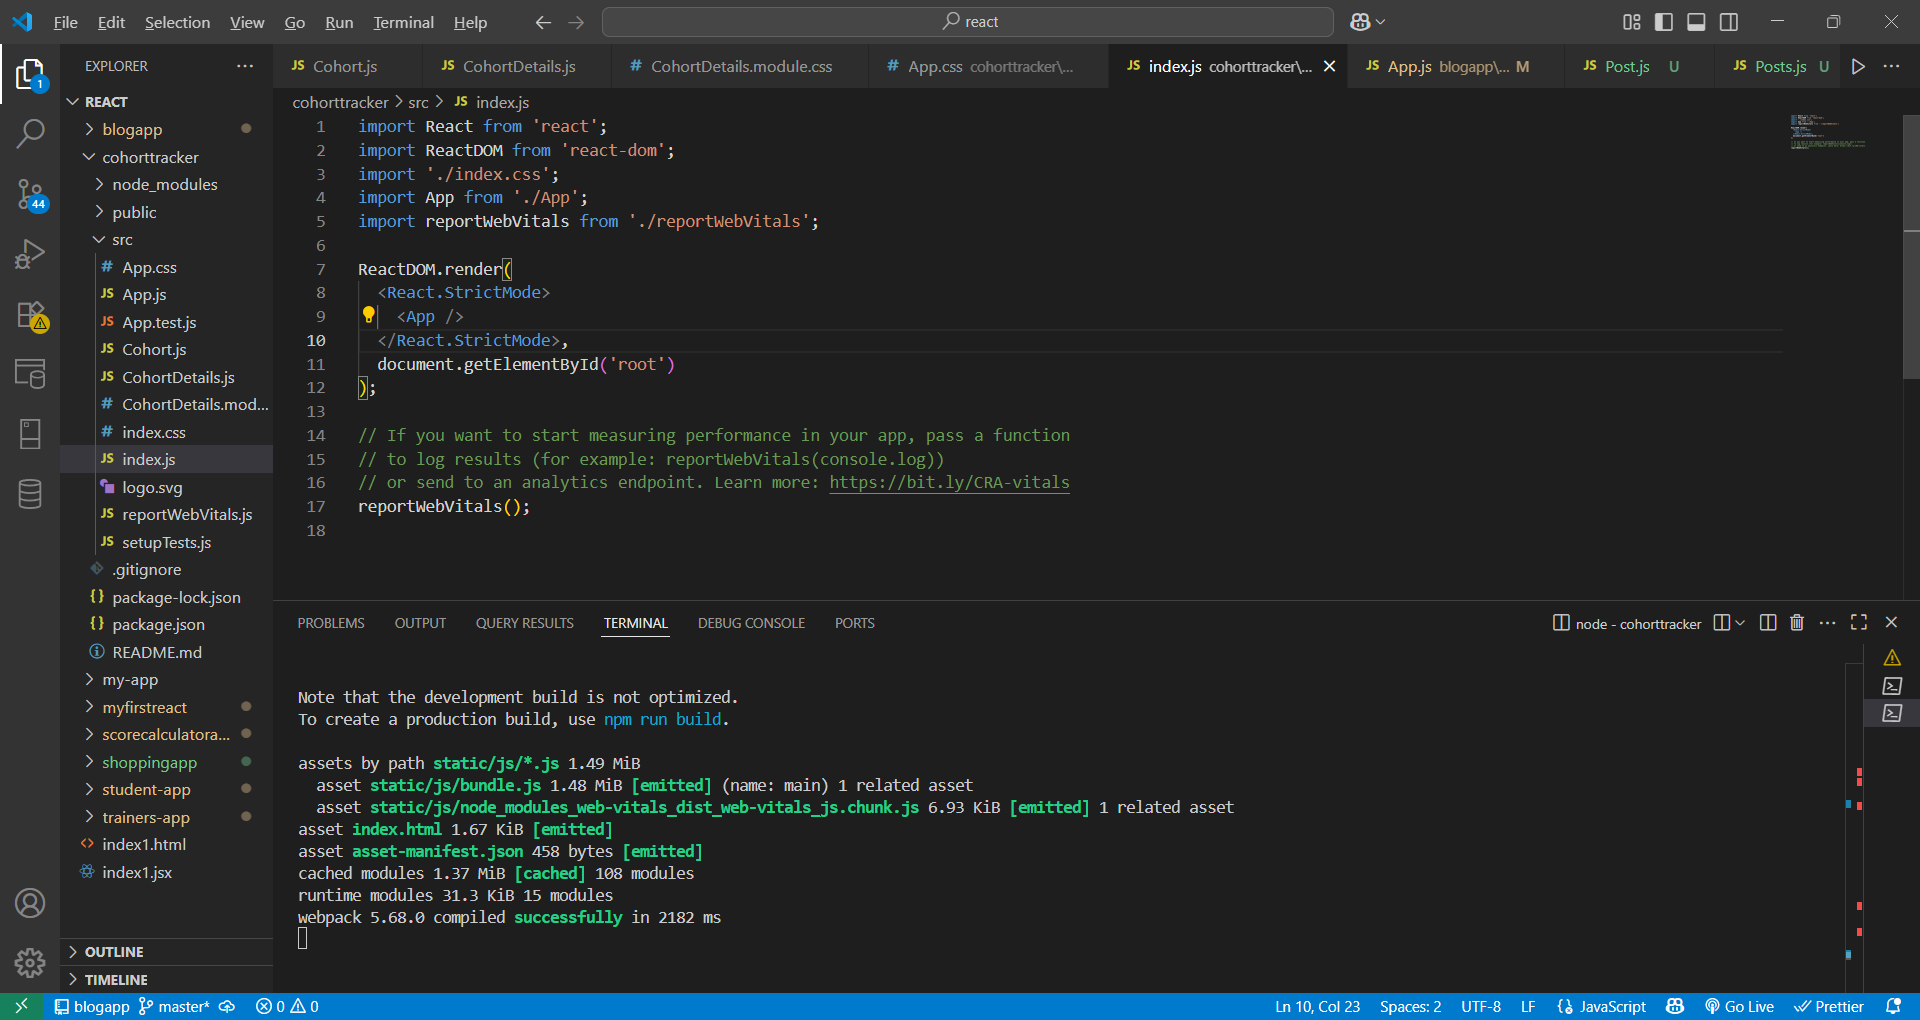 File Edit Selection View Go Run Terminal Help
react
EXPLORER
REACT
blogapp
cohorttracker
node_modules
public
src
App.css
App.js
App.test.js
Cohort.js
CohortDetails.js
CohortDetails.mod...
index.css
index.js
logo.svg
reportWebVitals.js
setupTests.js
.gitignore
package-lock.json
package.json
README.md
my-app
myfirstreact
scorecalculatora...
shoppingapp
student-app
trainers-app
index1.html
index1.jsx
OUTLINE
TIMELINE
1
44
Cohort.js CohortDetails.js CohortDetails.module.css App.css cohorttracker\... index.js cohorttracker\... App.js blogapp\... M Post.js U Posts.js U
cohorttracker > src > JS index.js
1 import React from 'react';
2 import ReactDOM from 'react-dom';
3 import './index.css';
4 import App from './App';
5 import reportWebVitals from './reportWebVitals';
6
7 ReactDOM.render(
8 <React.StrictMode>
9 <App />
10 </React.StrictMode>,
11 document.getElementById('root')
12 );
13
14 // If you want to start measuring performance in your app, pass a function
15 // to log results (for example: reportWebVitals(console.log))
16 // or send to an analytics endpoint. Learn more: https://bit.ly/CRA-vitals
17 reportWebVitals();
18
PROBLEMS OUTPUT QUERY RESULTS TERMINAL DEBUG CONSOLE PORTS
node - cohorttracker
Note that the development build is not optimized.
To create a production build, use npm run build.
assets by path static/js/*.js 1.49 MiB
asset static/js/bundle.js 1.48 MiB [emitted] (name: main) 1 related asset
asset static/js/node_modules_web-vitals_dist_web-vitals_js.chunk.js 6.93 KiB [emitted] 1 related asset
asset index.html 1.67 KiB [emitted]
asset asset-manifest.json 458 bytes [emitted]
cached modules 1.37 MiB [cached] 108 modules
runtime modules 31.3 KiB 15 modules
webpack 5.68.0 compiled successfully in 2182 ms
blogapp master* 0 0 Ln 10, Col 23 Spaces: 2 UTF-8 LF JavaScript Go Live Prettier